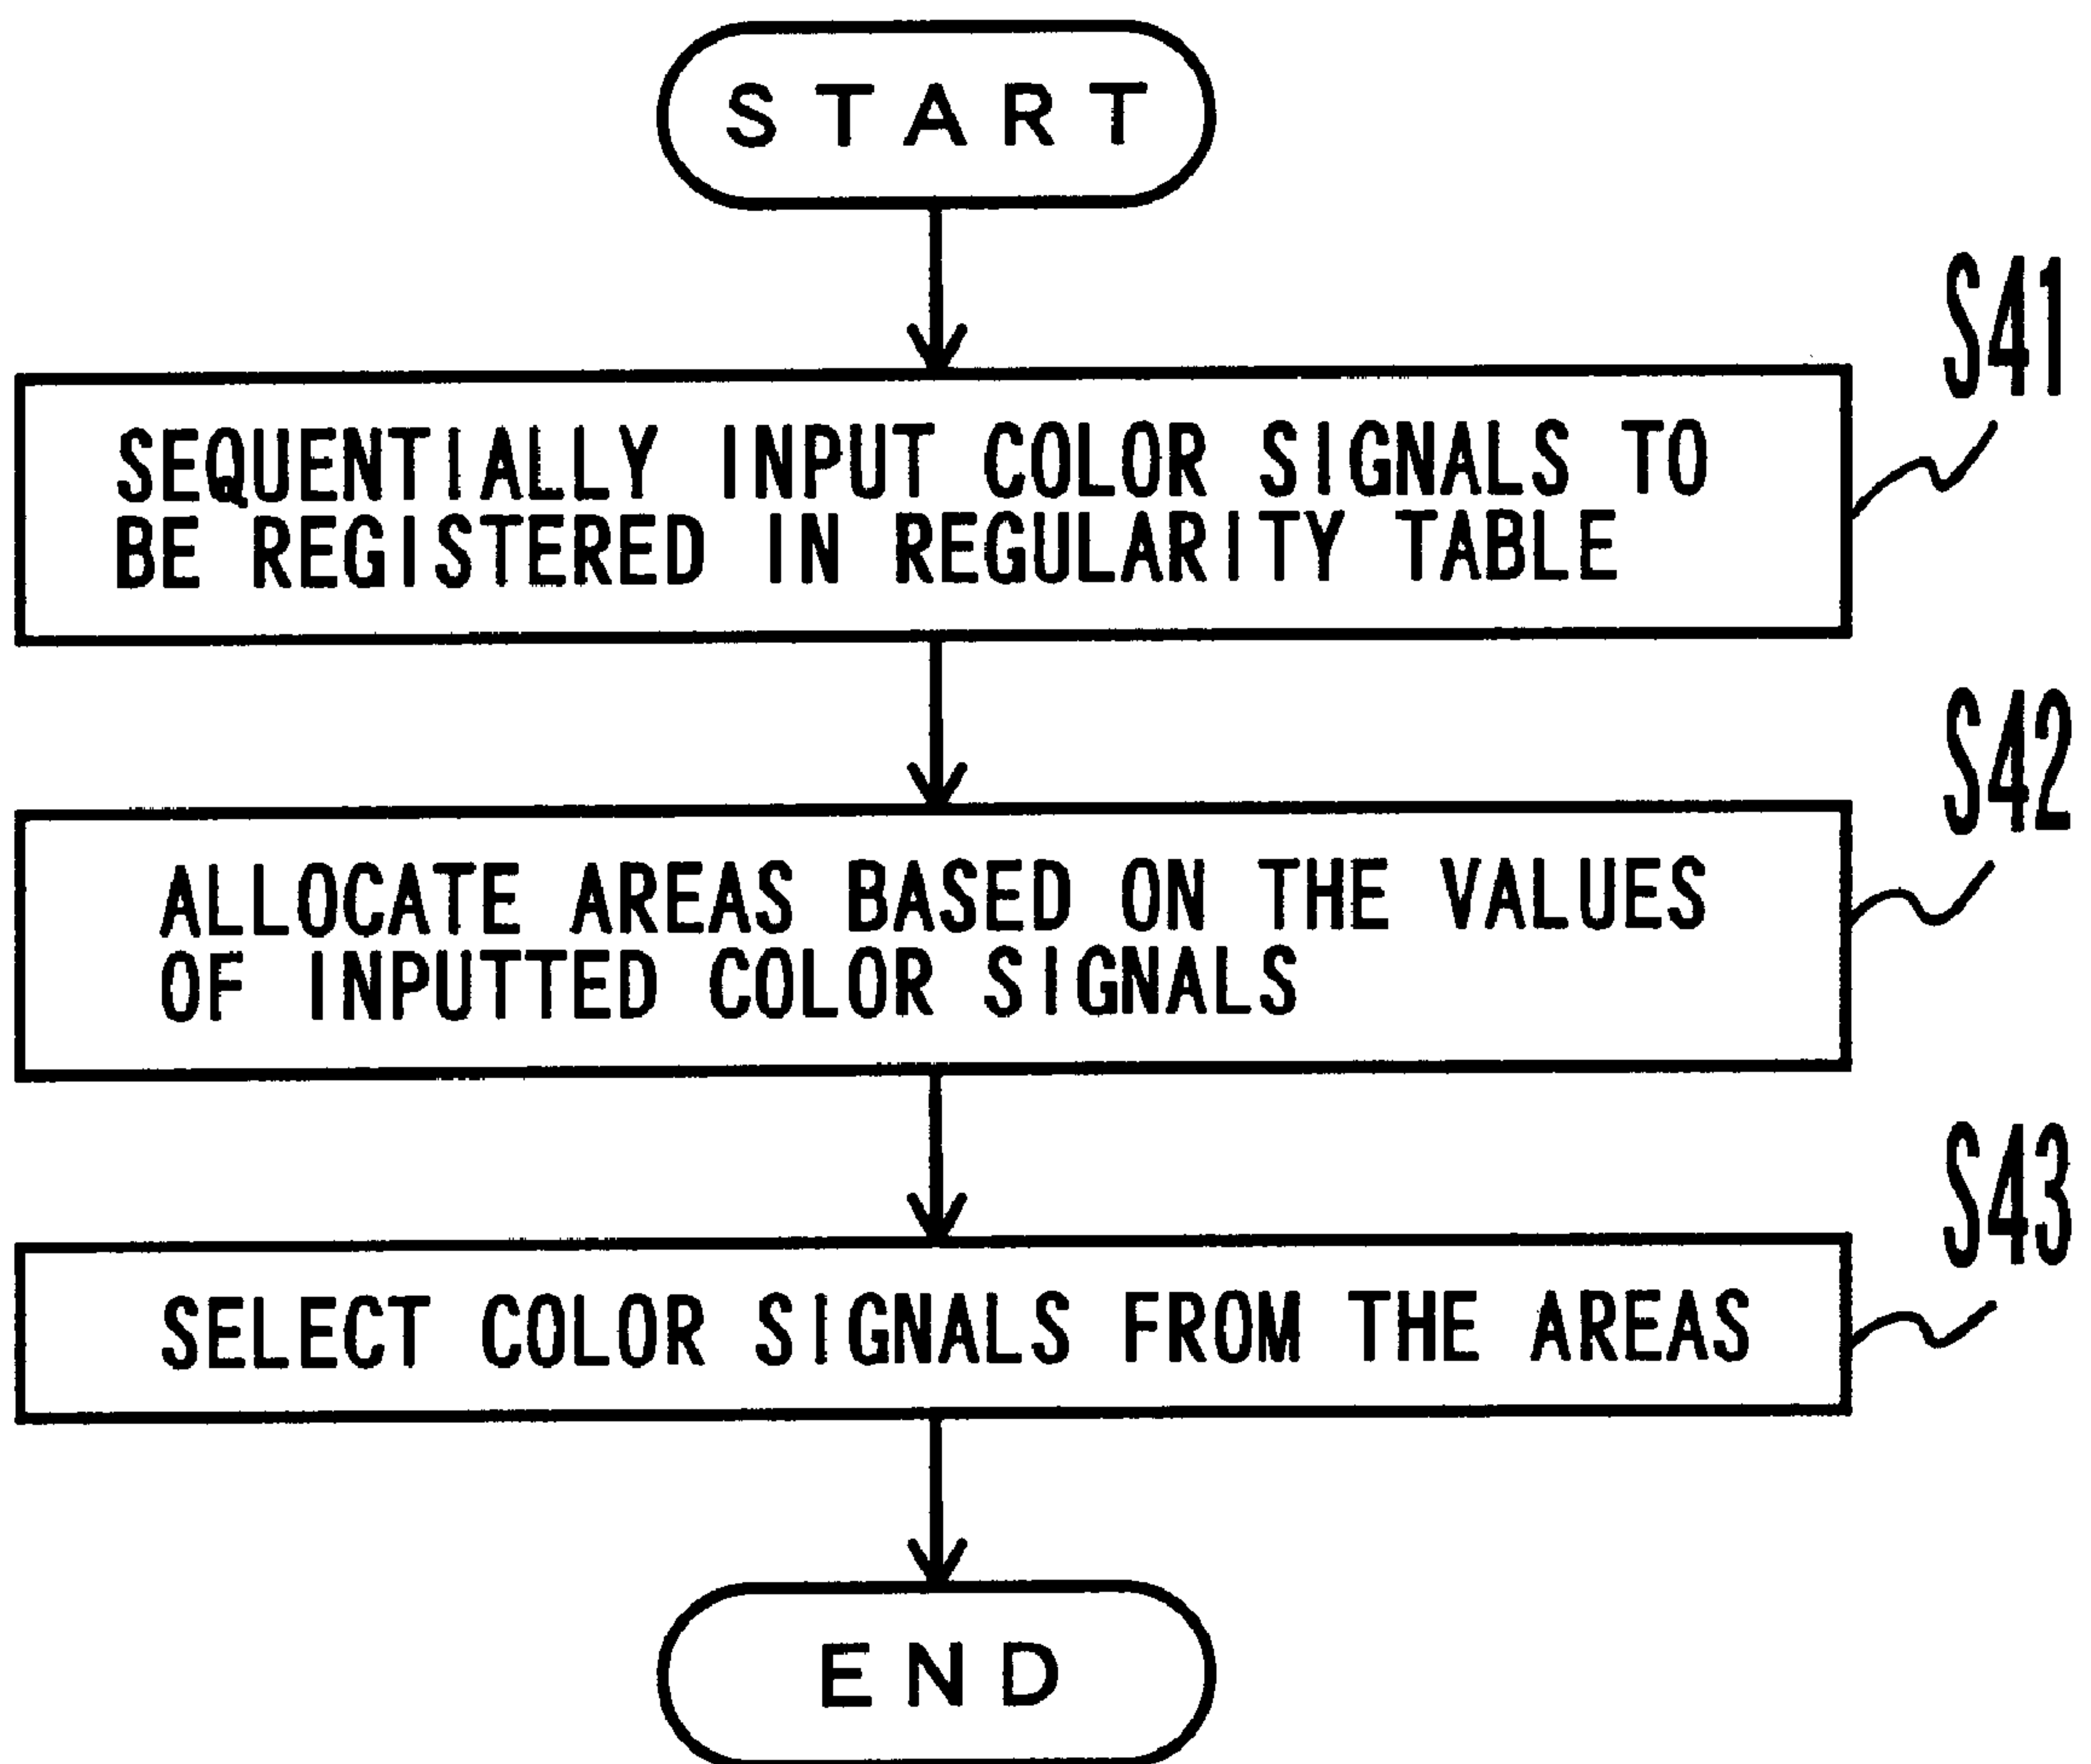 START
S41
SEQUENTIALLY INPUT COLOR SIGNALS TO
BE REGISTERED IN REGULARITY TABLE
S42
ALLOCATE AREAS BASED ON THE VALUES
OF INPUTTED COLOR SIGNALS
S43
SELECT COLOR SIGNALS FROM THE AREAS
END